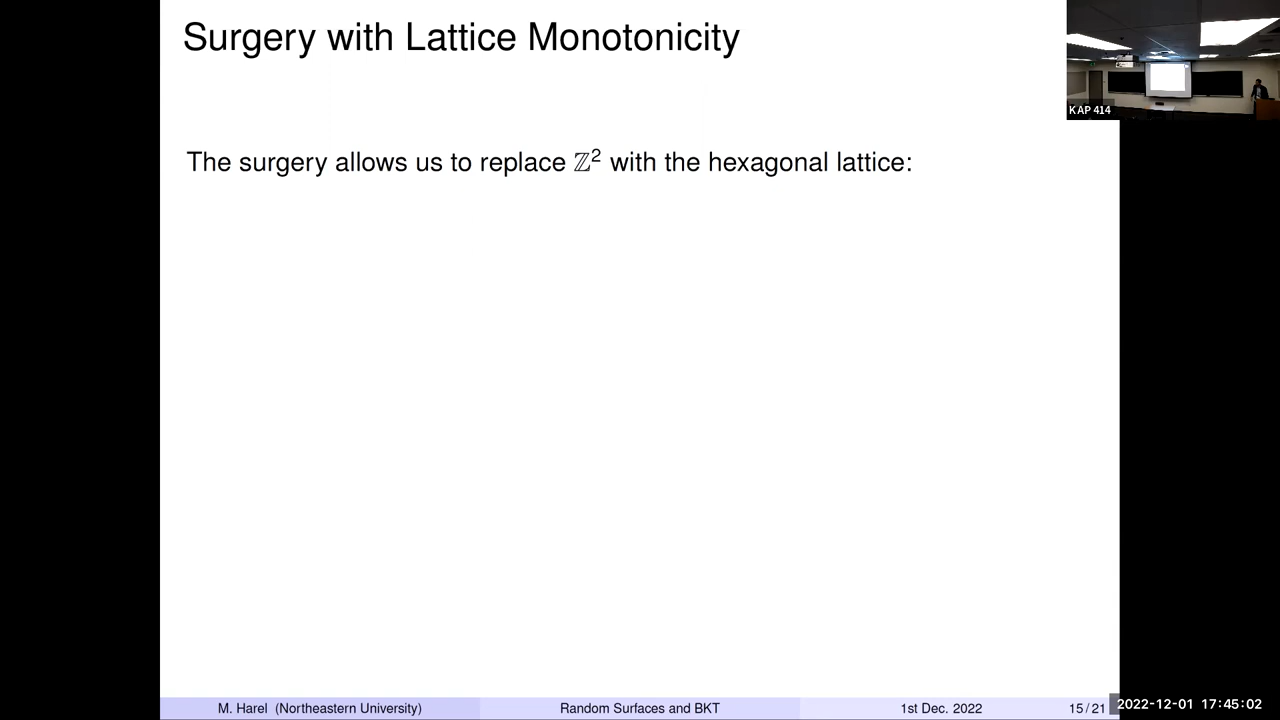 Surgery with Lattice Monotonicity
KAP 414
The surgery allows us to replace ℤ² with the hexagonal lattice:
M. Harel (Northeastern University) Random Surfaces and BKT 1st Dec. 2022 15 / 21
2022-12-01 17:45:02